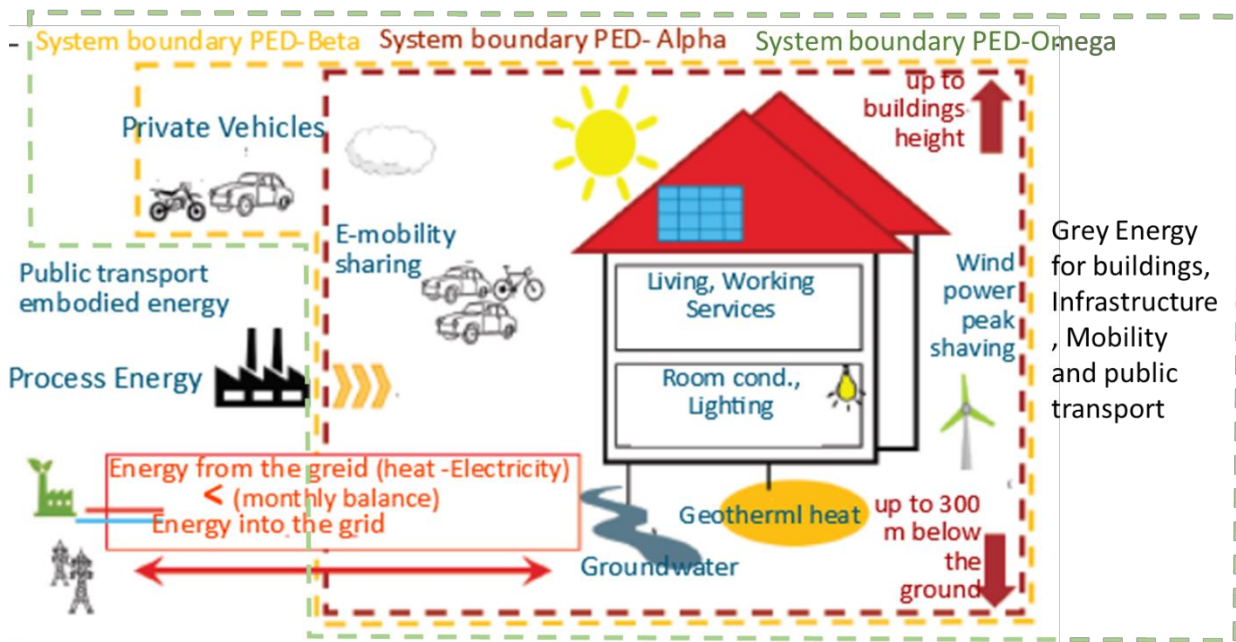 System boundary PED-Beta
System boundary PED- Alpha
System boundary PED-Omega
up to
buildings
height
Private Vehicles
E-mobility
sharing
Public transport
embodied energy
Process Energy
Living, Working
Services
Room cond.,
Lighting
Wind
power
peak
shaving
Grey Energy
for buildings,
Infrastructure
, Mobility
and public
transport
Energy from the greid (heat -Electricity)
< (monthly balance)
Energy into the grid
Geotherml heat
Groundwater
up to 300
m below
the
ground